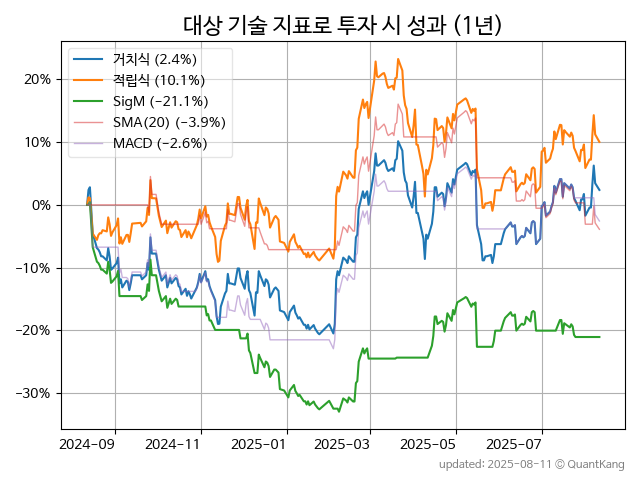 대상 기술 지표로 투자 시 성과 (1년)
거치식 (2.4%)
적립식 (10.1%)
SigM (−21.1%)
SMA(20) (−3.9%)
MACD (−2.6%)
20%
10%
0%
−10%
−20%
−30%
2024−09 2024−11 2025−01 2025−03 2025−05 2025−07
updated: 2025−08−11 © QuantKang